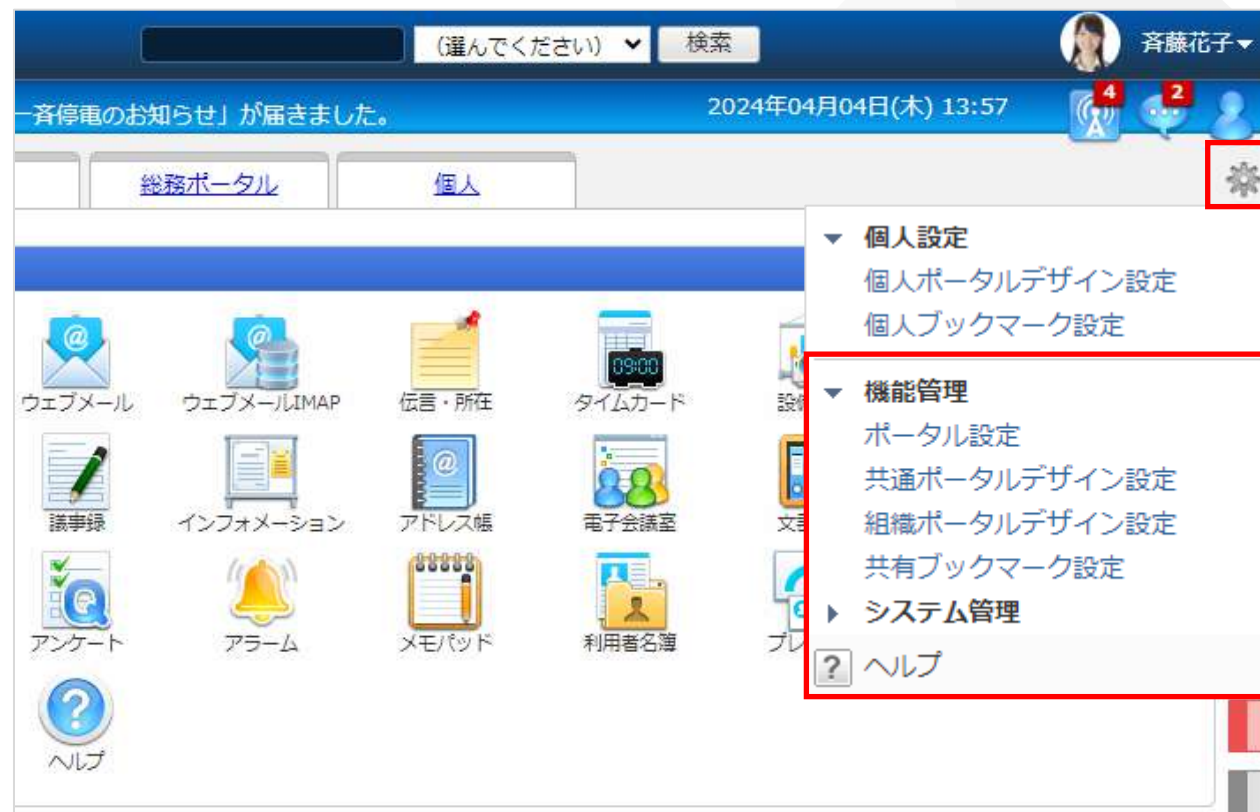 (選んでください)
検索
斉藤花子▼
一斉停電のお知らせ」が届きました。
2024年04月04日(木) 13:57
4
2
総務ポータル
個人
個人設定
個人ポータルデザイン設定
個人ブックマーク設定
機能管理
ポータル設定
共通ポータルデザイン設定
組織ポータルデザイン設定
共有ブックマーク設定
システム管理
? ヘルプ
09:00
ウェブメール
ウェブメールIMAP
伝言・所在
タイムカード
議事録
インフォメーション
アドレス帳
電子会議室
アンケート
アラーム
メモパッド
利用者名簿
プレ
ヘルプ